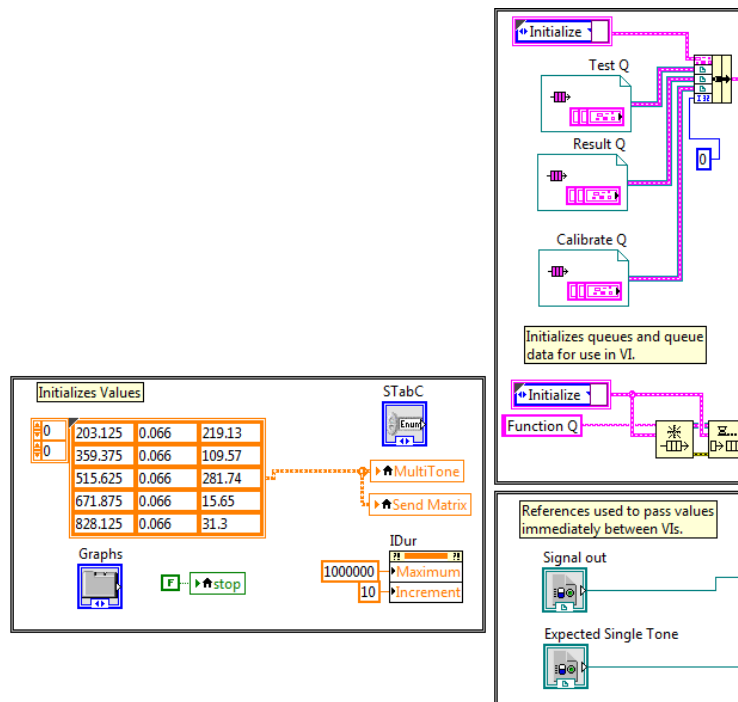 Initialize
Test Q
Result Q
0
Calibrate Q
Initializes queues and queue
data for use in VI.
Initialize
Function Q
Initializes Values
STabC
Enum
0
0
203.125 0.066 219.13
359.375 0.066 109.57
515.625 0.066 281.74
671.875 0.066 15.65
828.125 0.066 31.3
MultiTone
Send Matrix
Graphs
F
stop
IDur
?! ?!
1000000
Maximum
10
Increment
References used to pass values
immediately between VIs.
Signal out
Expected Single Tone